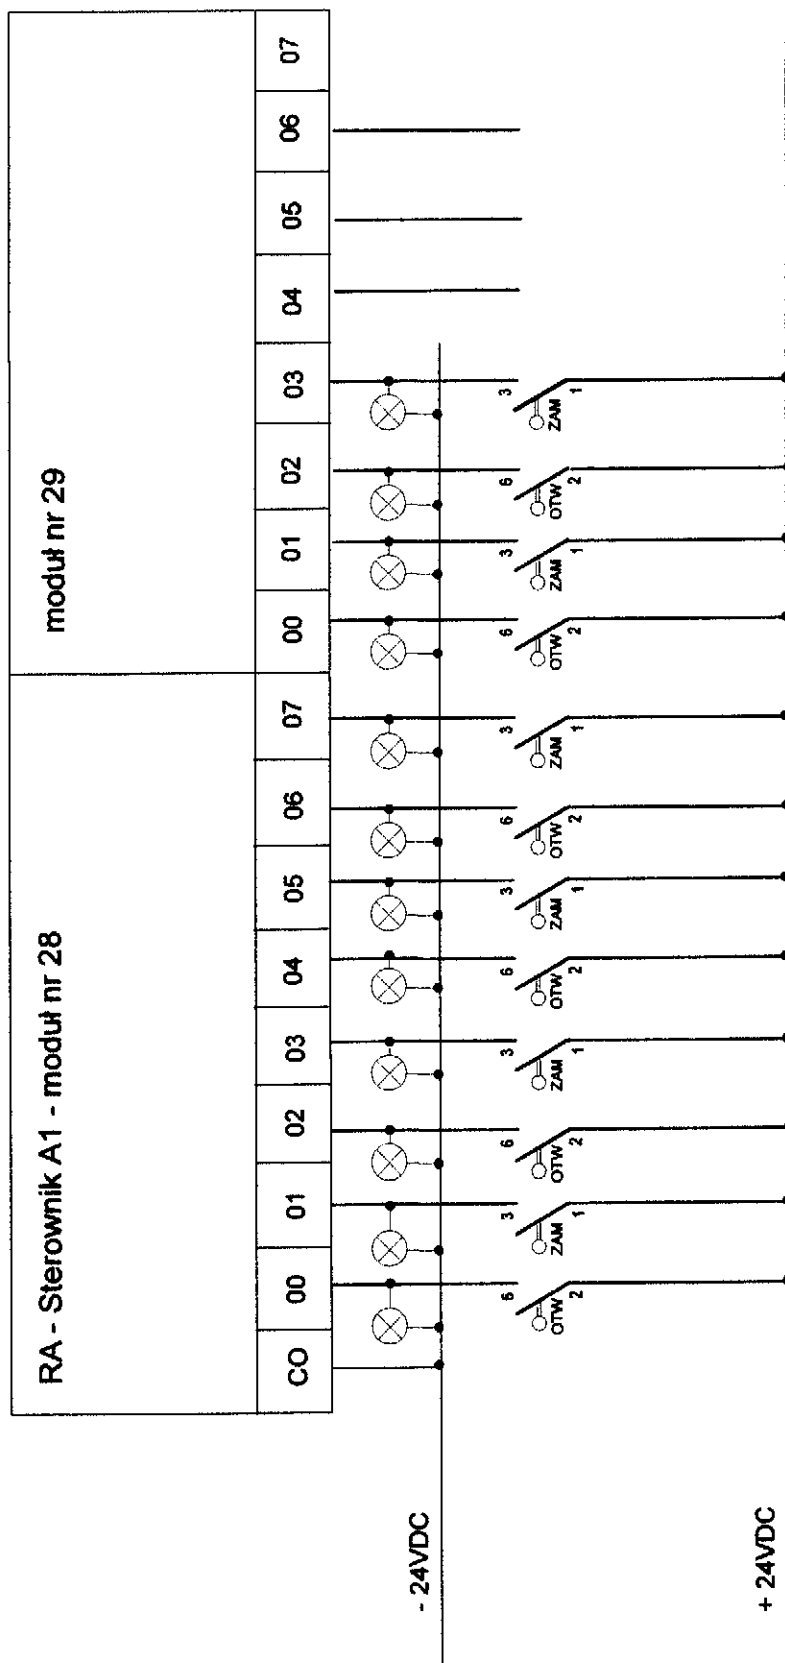 RA - Sterownik A1 - moduł nr 28
moduł nr 29
CO 00 01 02 03 04 05 06 07 00 01 02 03 04 05 06 07
- 24VDC
6 3 6 3 6 3 6 3 6 3 6 3
OTW ZAM OTW ZAM OTW ZAM OTW ZAM OTW ZAM OTW ZAM
2 1 2 1 2 1 2 1 2 1 2 1
+ 24VDC